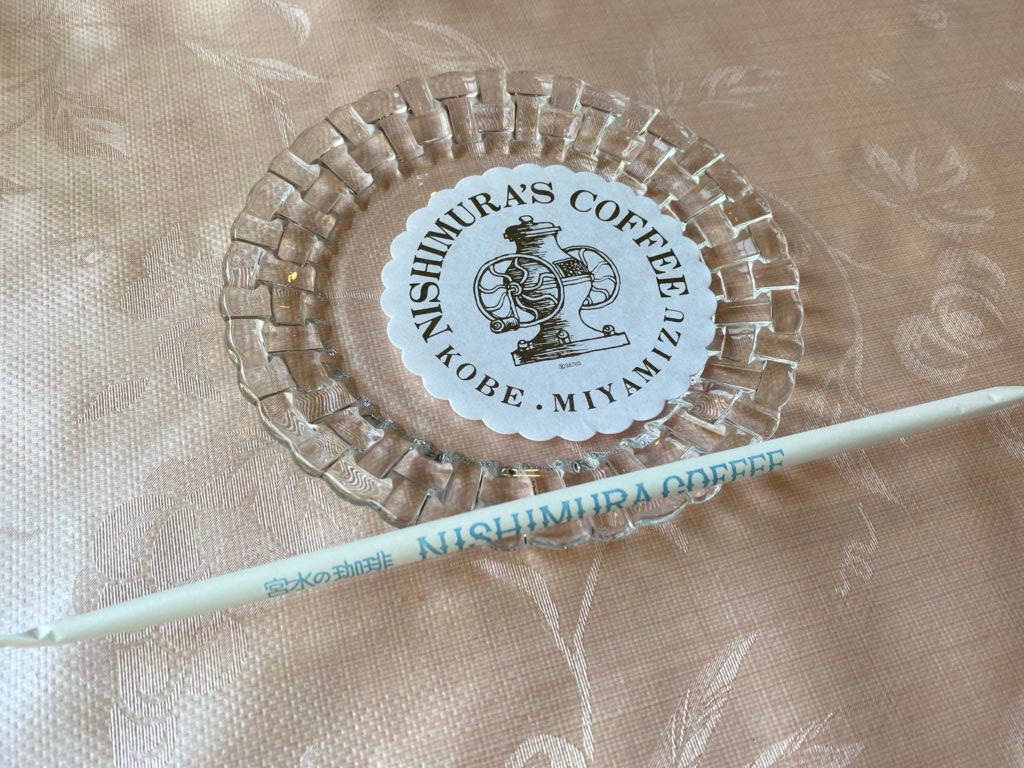 NISHIMURA'S COFFEE
KOBE . MIYAMIZU
宮水の珈琲 NISHIMURA COFFEE